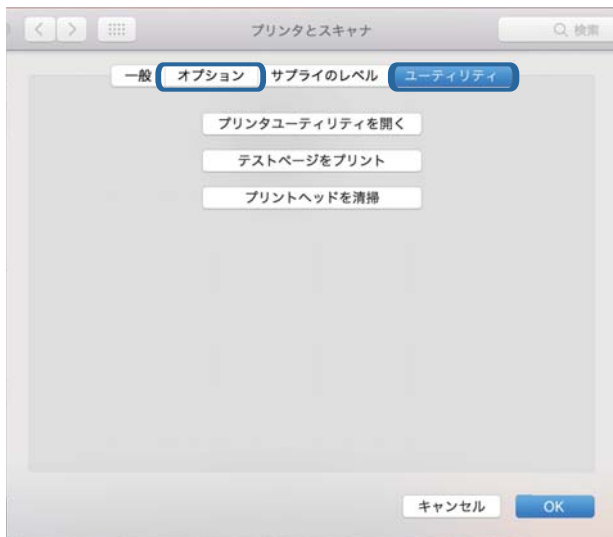 プリンタとスキャナ
検索
一般 オプション サプライのレベル ユーティリティ
プリンタユーティリティを開く
テストページをプリント
プリントヘッドを清掃
キャンセル OK